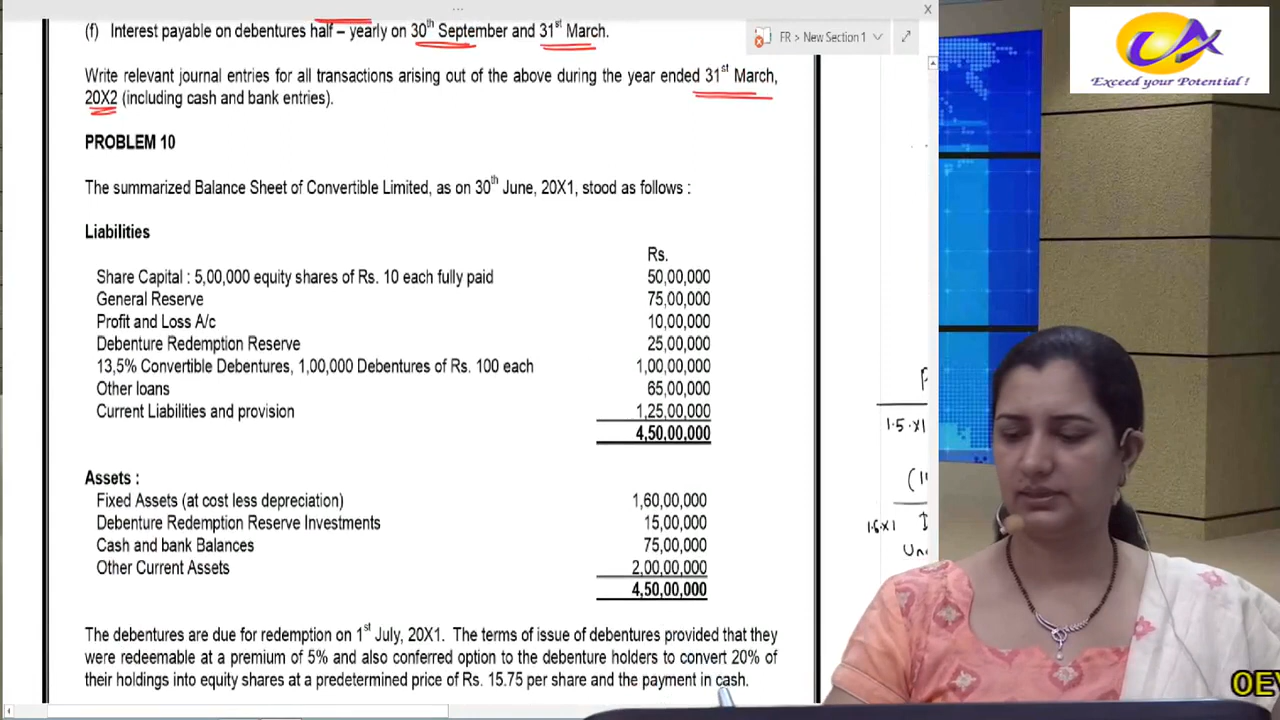 (f) Interest payable on debentures half – yearly on 30th September and 31st March.
FR > New Section 1
Exceed your Potential !
Write relevant journal entries for all transactions arising out of the above during the year ended 31st March,
20X2 (including cash and bank entries).
PROBLEM 10
The summarized Balance Sheet of Convertible Limited, as on 30th June, 20X1, stood as follows :
Liabilities
Rs.
Share Capital : 5,00,000 equity shares of Rs. 10 each fully paid 50,00,000
General Reserve 75,00,000
Profit and Loss A/c 10,00,000
Debenture Redemption Reserve 25,00,000
13,5% Convertible Debentures, 1,00,000 Debentures of Rs. 100 each 1,00,00,000
Other loans 65,00,000
Current Liabilities and provision 1,25,00,000
4,50,00,000
1.5.X1
Assets :
Fixed Assets (at cost less depreciation) 1,60,00,000
Debenture Redemption Reserve Investments 15,00,000
1.6.X1
Cash and bank Balances 75,00,000
Other Current Assets 2,00,00,000
4,50,00,000
The debentures are due for redemption on 1st July, 20X1. The terms of issue of debentures provided that they
were redeemable at a premium of 5% and also conferred option to the debenture holders to convert 20% of
their holdings into equity shares at a predetermined price of Rs. 15.75 per share and the payment in cash.